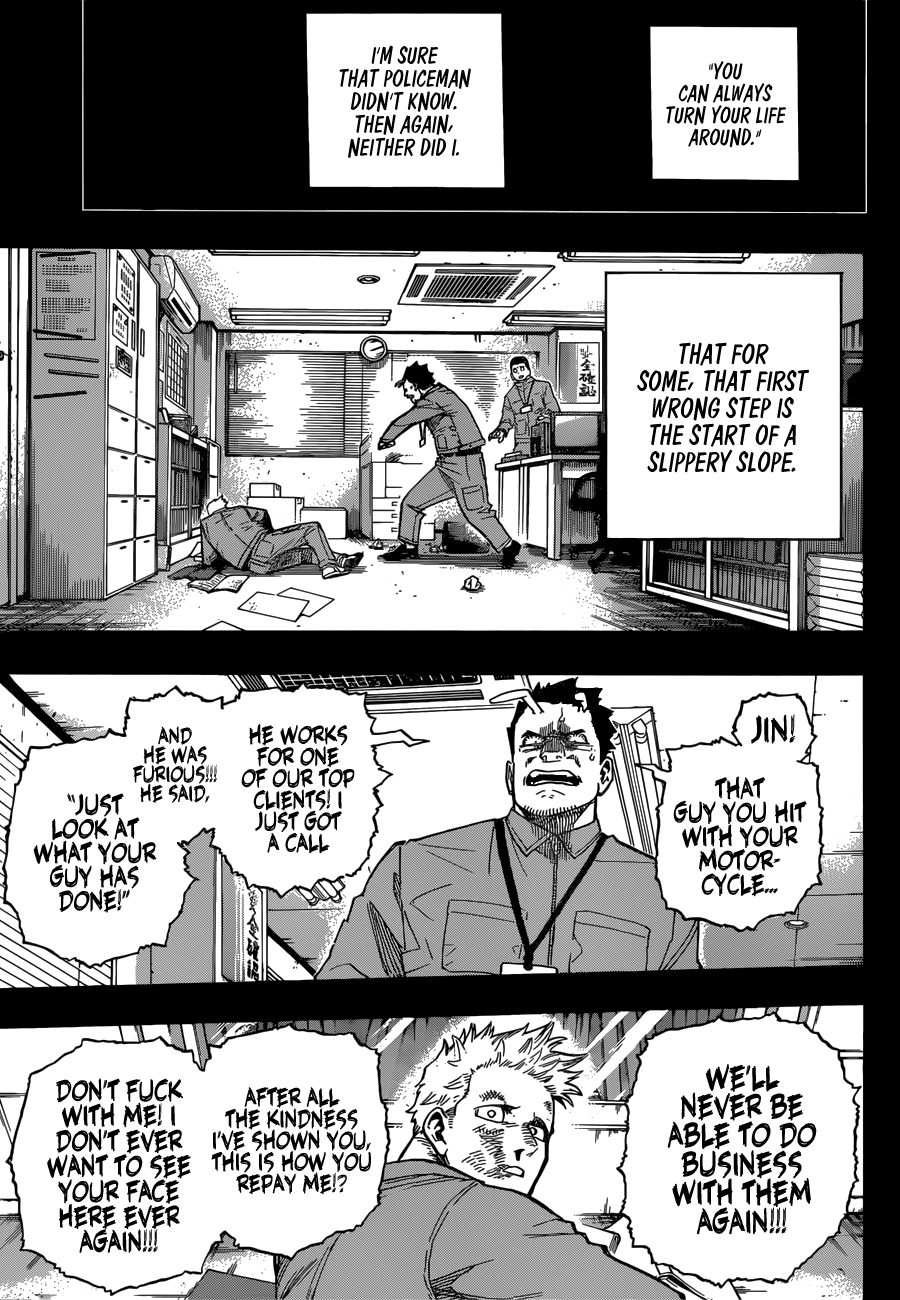 "YOU
CAN ALWAYS
TURN YOUR LIFE
AROUND."
I'M SURE
THAT POLICEMAN
DIDN'T KNOW.
THEN AGAIN,
NEITHER DID I.
THAT FOR
SOME, THAT FIRST
WRONG STEP IS
THE START OF A
SLIPPERY SLOPE.
JIN!
THAT
GUY YOU HIT
WITH YOUR
MOTOR-
CYCLE...
HE WORKS
FOR ONE
OF OUR TOP
CLIENTS! I
JUST GOT
A CALL
AND
HE WAS
FURIOUS!!!
HE SAID,
"JUST
LOOK AT
WHAT YOUR
GUY HAS
DONE!"
WE'LL
NEVER BE
ABLE TO DO
BUSINESS
WITH THEM
AGAIN!!!
AFTER ALL
THE KINDNESS
I'VE SHOWN YOU,
THIS IS HOW YOU
REPAY ME!?
DON'T FUCK
WITH ME! I
DON'T EVER
WANT TO SEE
YOUR FACE
HERE EVER
AGAIN!!!